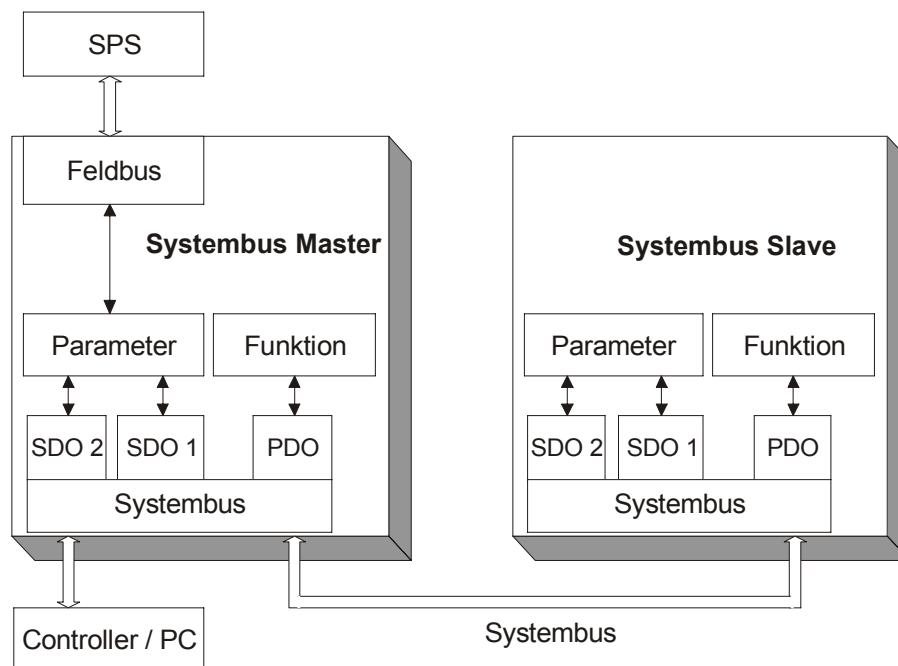 SPS
Feldbus
Systembus Master
Parameter
Funktion
SDO 2
SDO 1
PDO
Systembus
Systembus Slave
Parameter
Funktion
SDO 2
SDO 1
PDO
Systembus
Controller / PC
Systembus